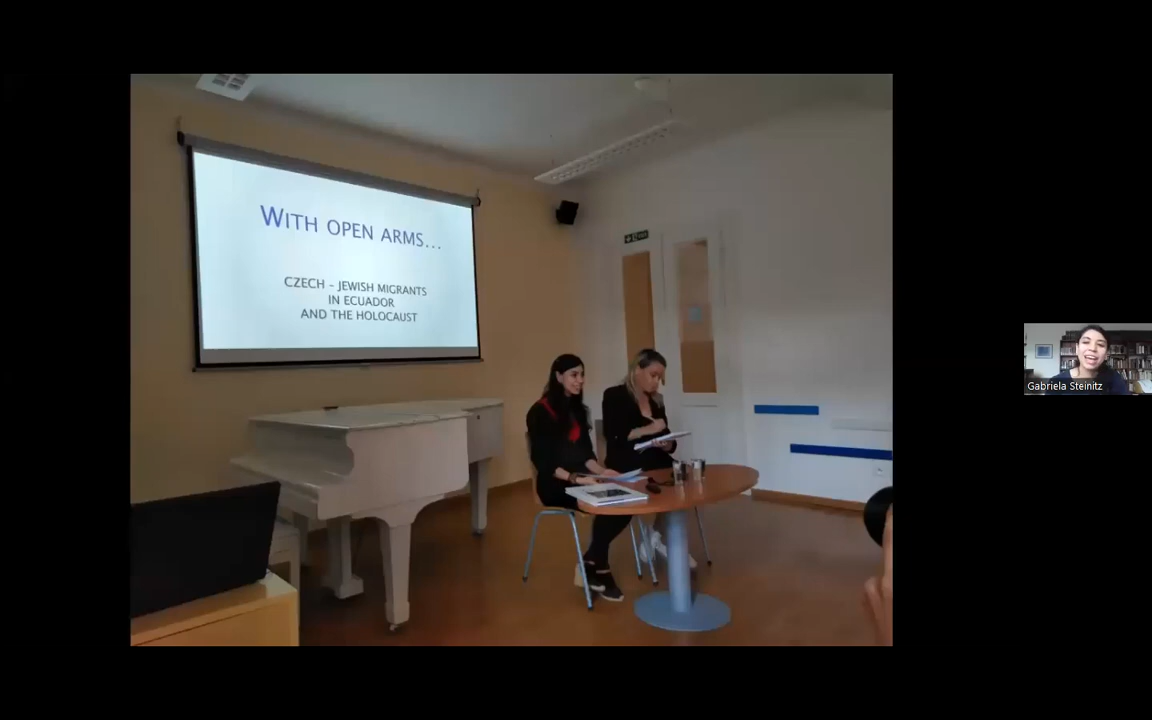 WITH OPEN ARMS...
CZECH - JEWISH MIGRANTS
IN ECUADOR
AND THE HOLOCAUST
Gabriela Steinitz